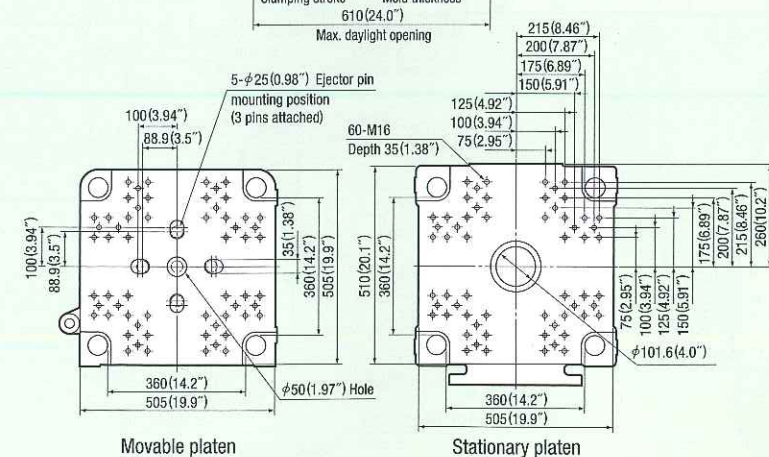 610(24.0″)
Max. daylight opening
215(8.46″)
200(7.87″)
175(6.89″)
150(5.91″)
125(4.92″)
100(3.94″)
75(2.95″)
60-M16
Depth 35(1.38″)
5-ϕ25(0.98″) Ejector pin
mounting position
(3 pins attached)
100(3.94″)
88.9(3.5″)
100(3.94″)
88.9(3.5″)
35(1.38″)
360(14.2″)
505(19.9″)
510(20.1″)
360(14.2″)
75(2.95″)
100(3.94″)
125(4.92″)
150(5.91″)
175(6.89″)
200(7.87″)
215(8.46″)
260(10.2″)
ϕ101.6(4.0″)
360(14.2″)
505(19.9″)
ϕ50(1.97″) Hole
360(14.2″)
505(19.9″)
Movable platen
Stationary platen